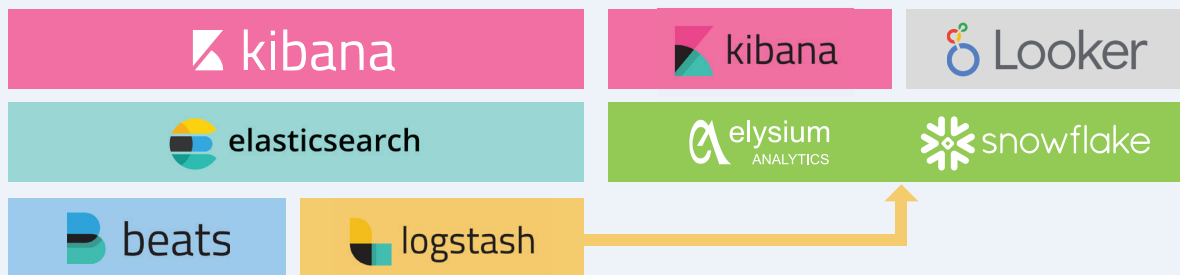 kibana
kibana
Looker
elasticsearch
elysium
ANALYTICS
snowflake
beats
logstash